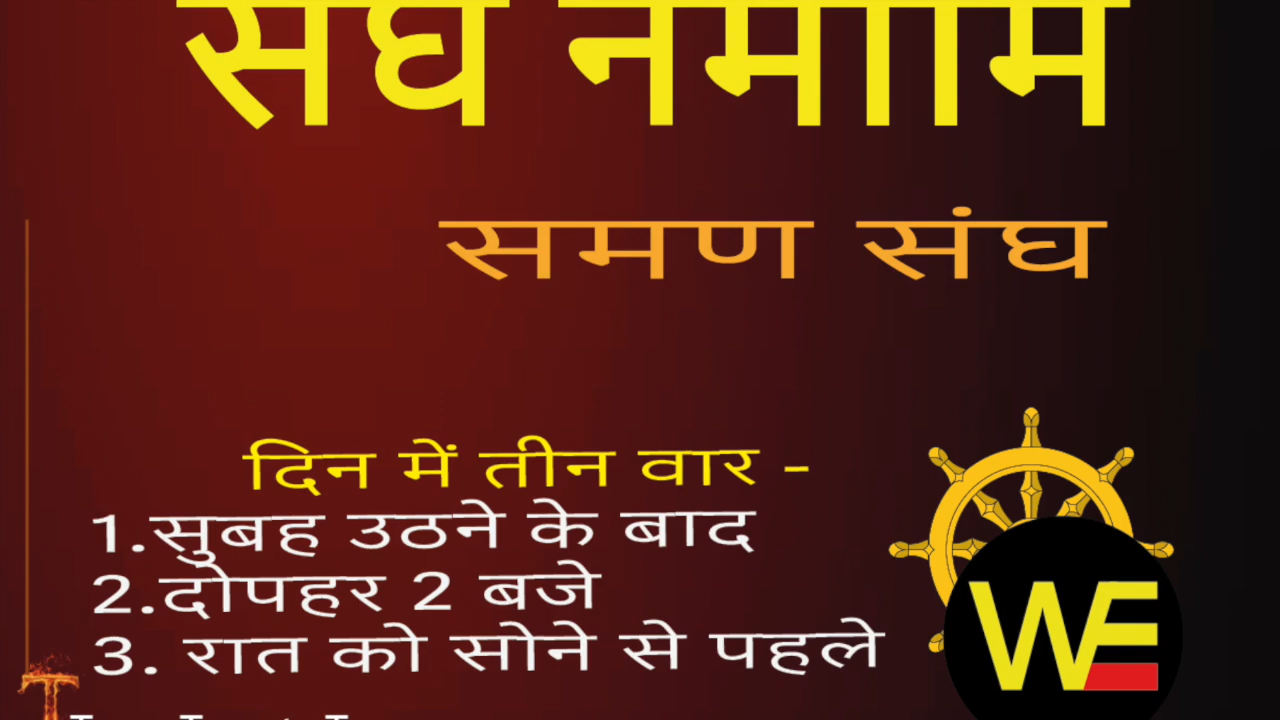 संघ नमामि
समण संघ
दिन में तीन वार -
1.सुबह उठने के बाद
2.दोपहर 2 बजे
3. रात को सोने से पहले
WE